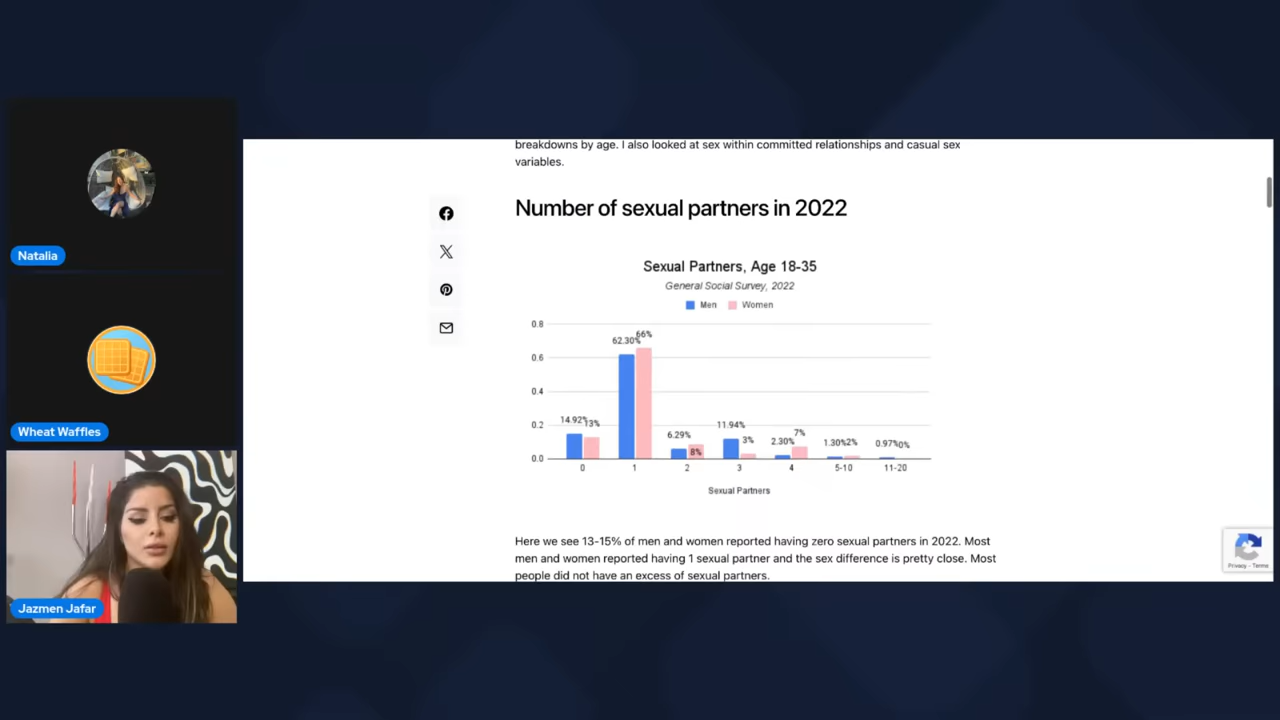 Natalia
Wheat Waffles
Jazmen Jafar
breakdowns by age. I also looked at sex within committed relationships and casual sex
variables.
Number of sexual partners in 2022
Sexual Partners, Age 18-35
General Social Survey, 2022
Men Women
0.8
0.6
0.4
0.2
0.0
14.92% 13%
62.30% 66%
6.29% 8%
11.94% 3%
2.30% 7%
1.30% 2%
0.97% 0%
0 1 2 3 4 5-10 11-20
Sexual Partners
Here we see 13-15% of men and women reported having zero sexual partners in 2022. Most
men and women reported having 1 sexual partner and the sex difference is pretty close. Most
people did not have an excess of sexual partners.
Privacy - Terms